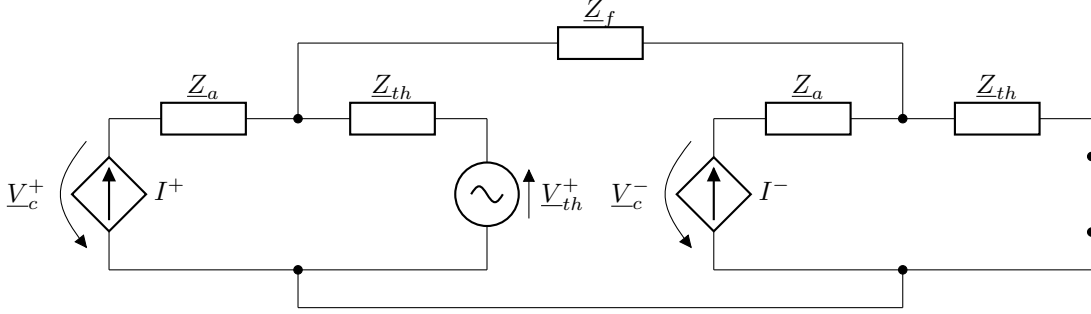 Z_f
Z_a Z_th Z_a Z_th
V_c^+ I^+ V_th^+ V_c^- I^-